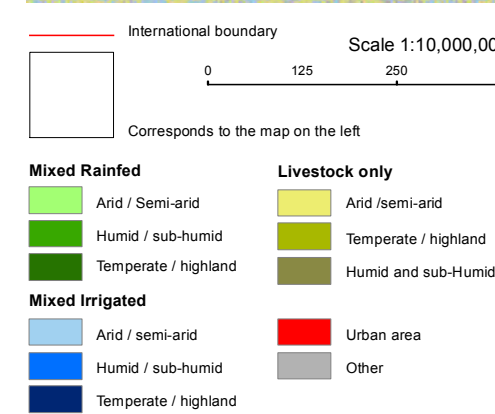 International boundary
Scale 1:10,000,00
0 125 250
Corresponds to the map on the left
Mixed Rainfed
Arid / Semi-arid
Humid / sub-humid
Temperate / highland
Mixed Irrigated
Arid / semi-arid
Humid / sub-humid
Temperate / highland
Livestock only
Arid /semi-arid
Temperate / highland
Humid and sub-Humid
Urban area
Other